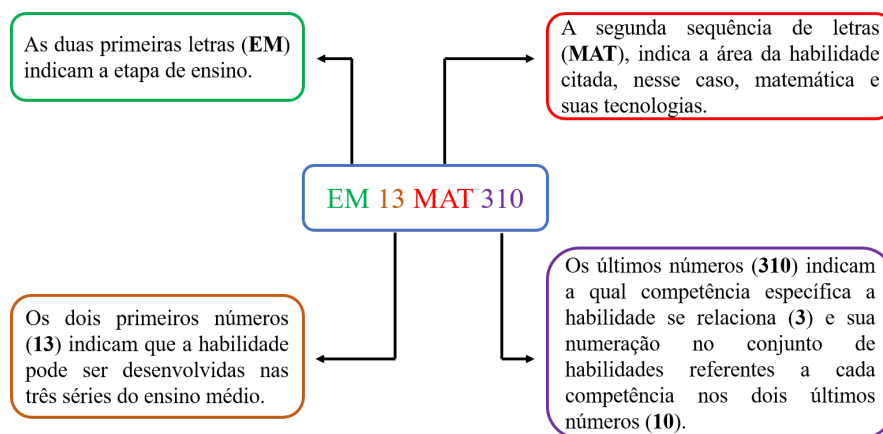 As duas primeiras letras (EM)
indicam a etapa de ensino.
A segunda sequência de letras
(MAT), indica a área da habilidade
citada, nesse caso, matemática e
suas tecnologias.
EM 13 MAT 310
Os dois primeiros números
(13) indicam que a habilidade
pode ser desenvolvidas nas
três séries do ensino médio.
Os últimos números (310) indicam
a qual competência específica a
habilidade se relaciona (3) e sua
numeração no conjunto de
habilidades referentes a cada
competência nos dois últimos
números (10).